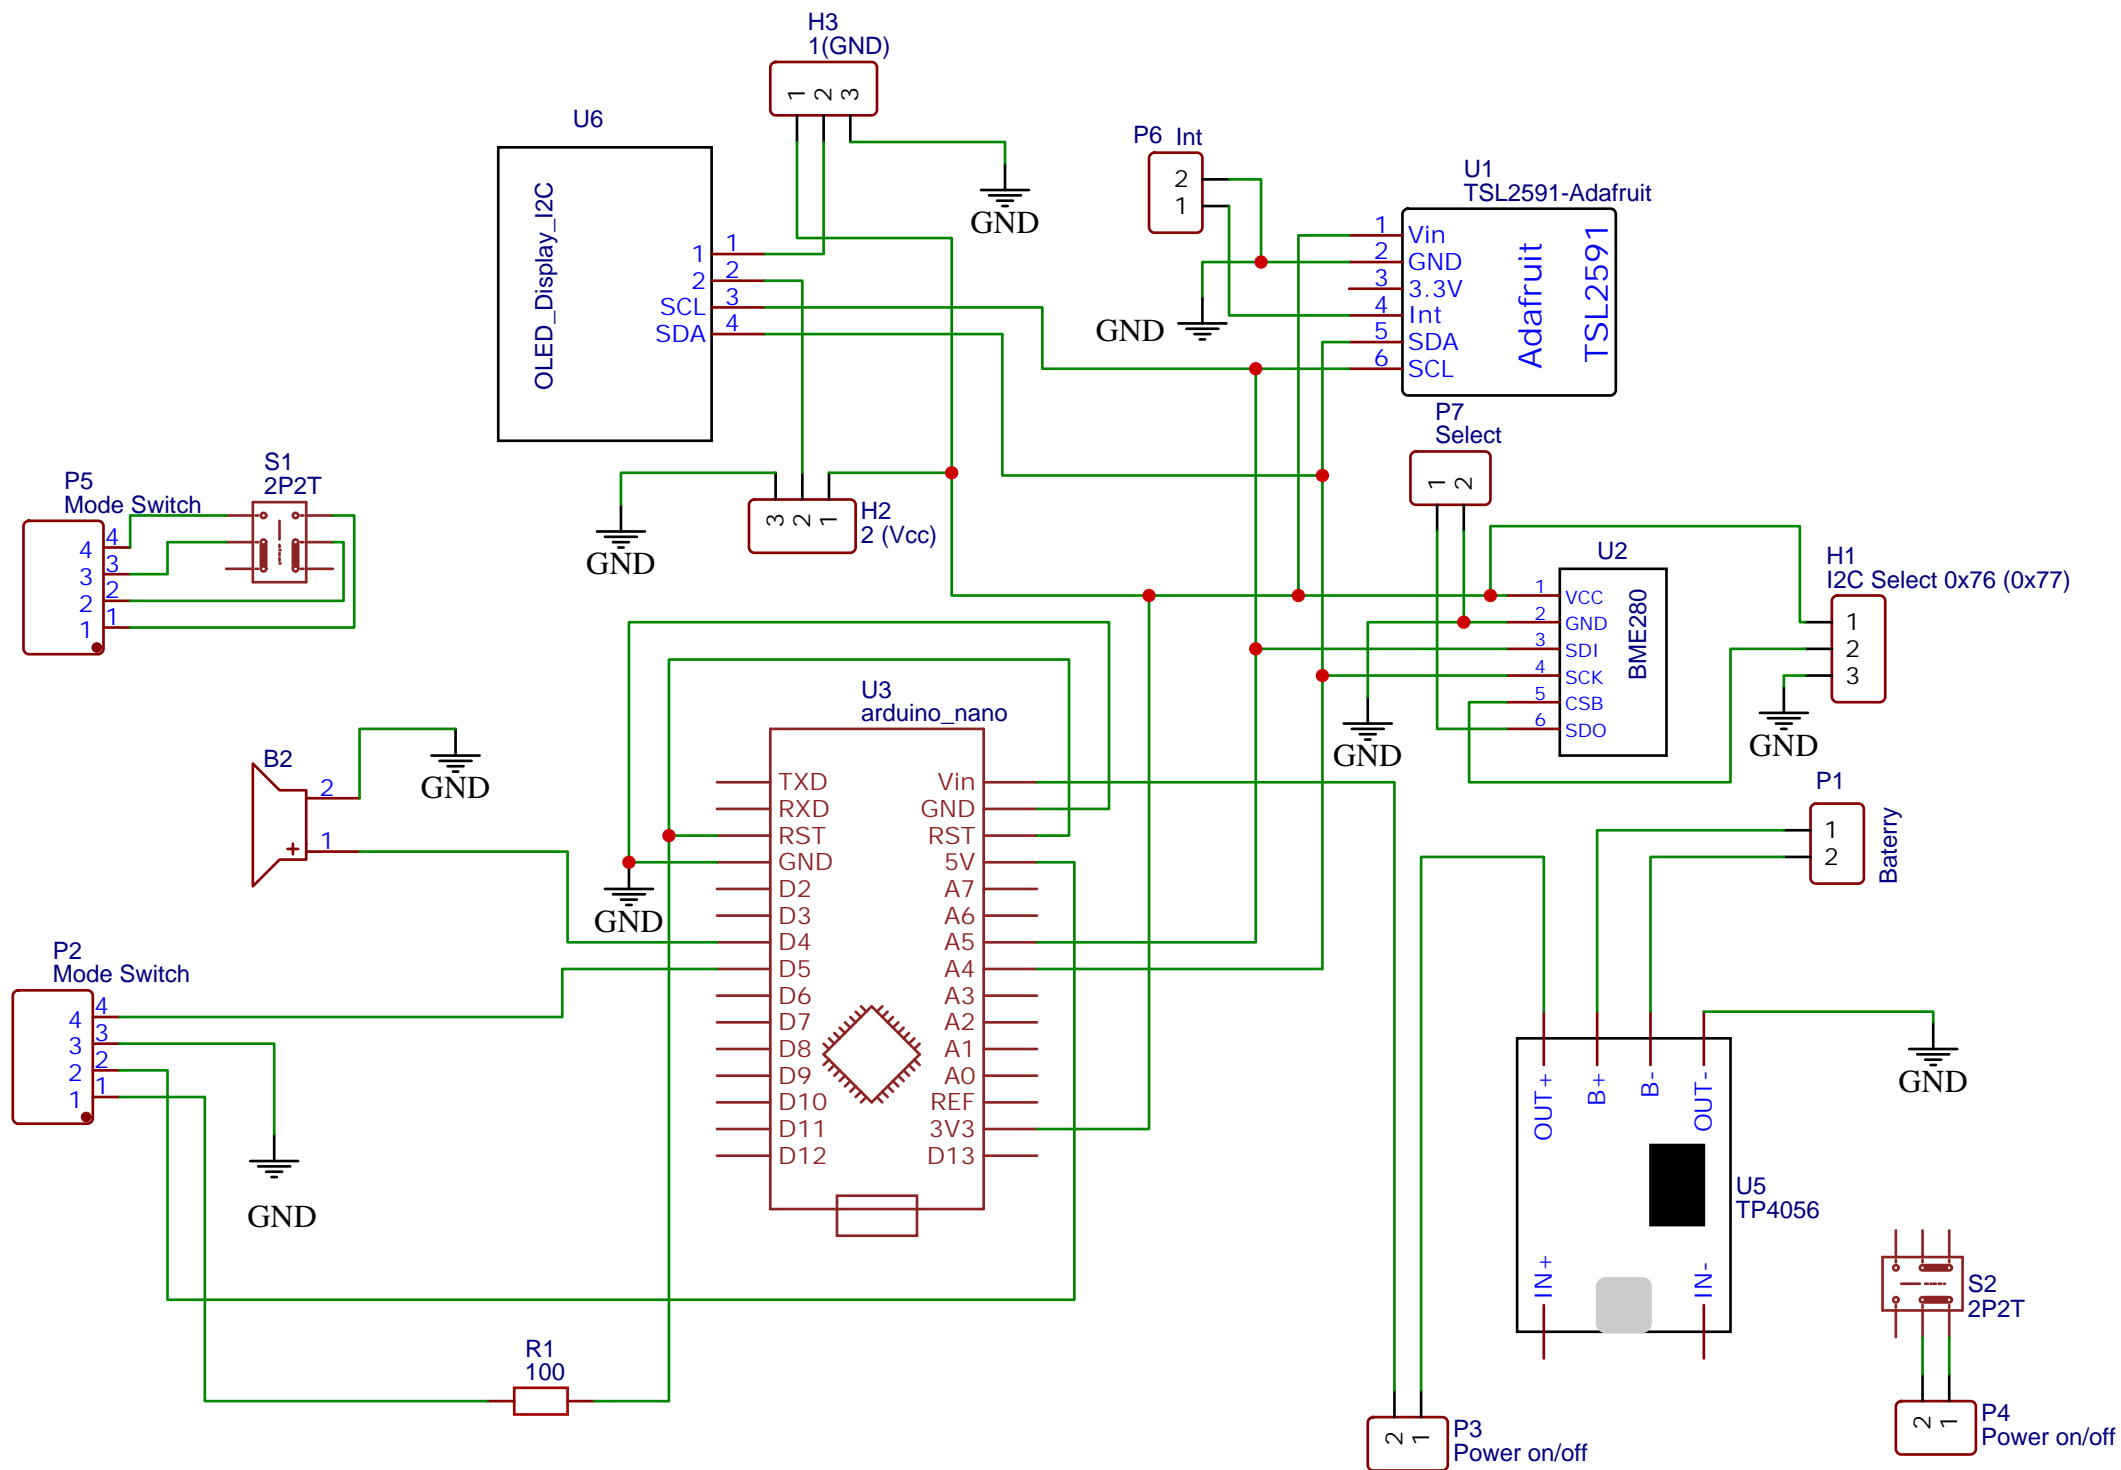 H3
1(GND)
1 2 3
GND
U6
OLED_Display_I2C
1 1
2 2
SCL 3
SDA 4
P6 Int
2
1
GND
U1
TSL2591-Adafruit
1 Vin
2 GND
3 3.3V
4 Int
5 SDA
6 SCL
Adafruit
TSL2591
P7
Select
1 2
P5
Mode Switch
4 4
3 3
2 2
1 1
S1
2P2T
GND
3 2 1
H2
2 (Vcc)
U2
BME280
1 VCC
2 GND
3 SDI
4 SCK
5 CSB
6 SDO
GND
H1
I2C Select 0x76 (0x77)
1
2
3
GND
B2
2
1
+
GND
GND
U3
arduino_nano
TXD Vin
RXD GND
RST RST
GND 5V
D2 A7
D3 A6
D4 A5
D5 A4
D6 A3
D7 A2
D8 A1
D9 A0
D10 REF
D11 3V3
D12 D13
P1
1
2
Baterry
P2
Mode Switch
4 4
3 3
2 2
1 1
GND
OUT+ B+ B- OUT-
IN+ IN-
GND
U5
TP4056
S2
2P2T
R1
100
2 1
P3
Power on/off
2 1
P4
Power on/off